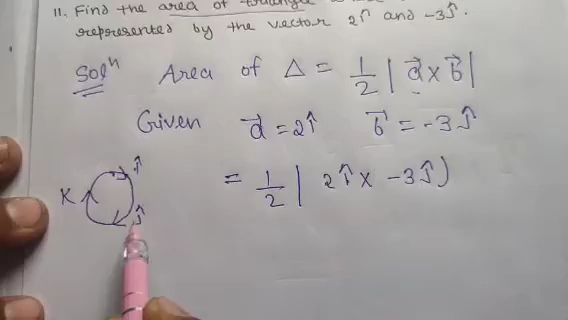 11. Find the area of triangle
represented by the vector 2î and -3ĵ.
Solⁿ Area of Δ = 1/2 | a⃗ × b⃗ |
Given a⃗ = 2î b⃗ = -3ĵ
= 1/2 | 2î × -3ĵ )
î
K
ĵ